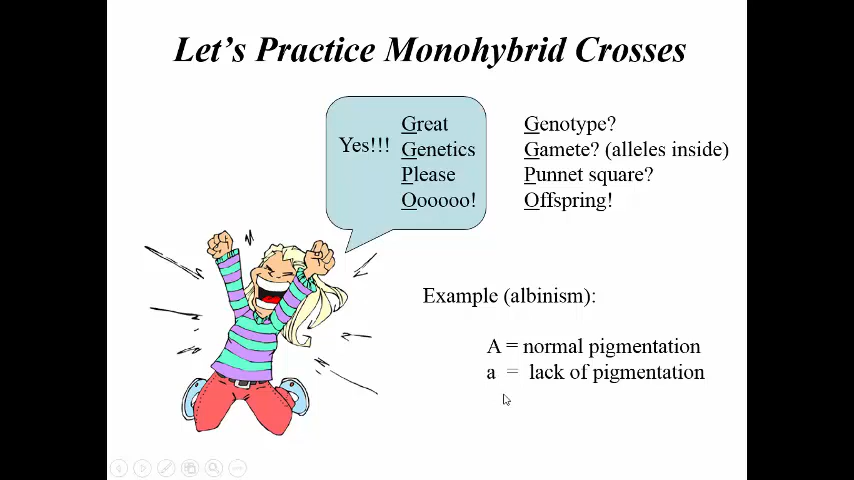 Let's Practice Monohybrid Crosses
Yes!!!
Great
Genetics
Please
Oooooo!
Genotype?
Gamete? (alleles inside)
Punnet square?
Offspring!
Example (albinism):
A = normal pigmentation
a = lack of pigmentation